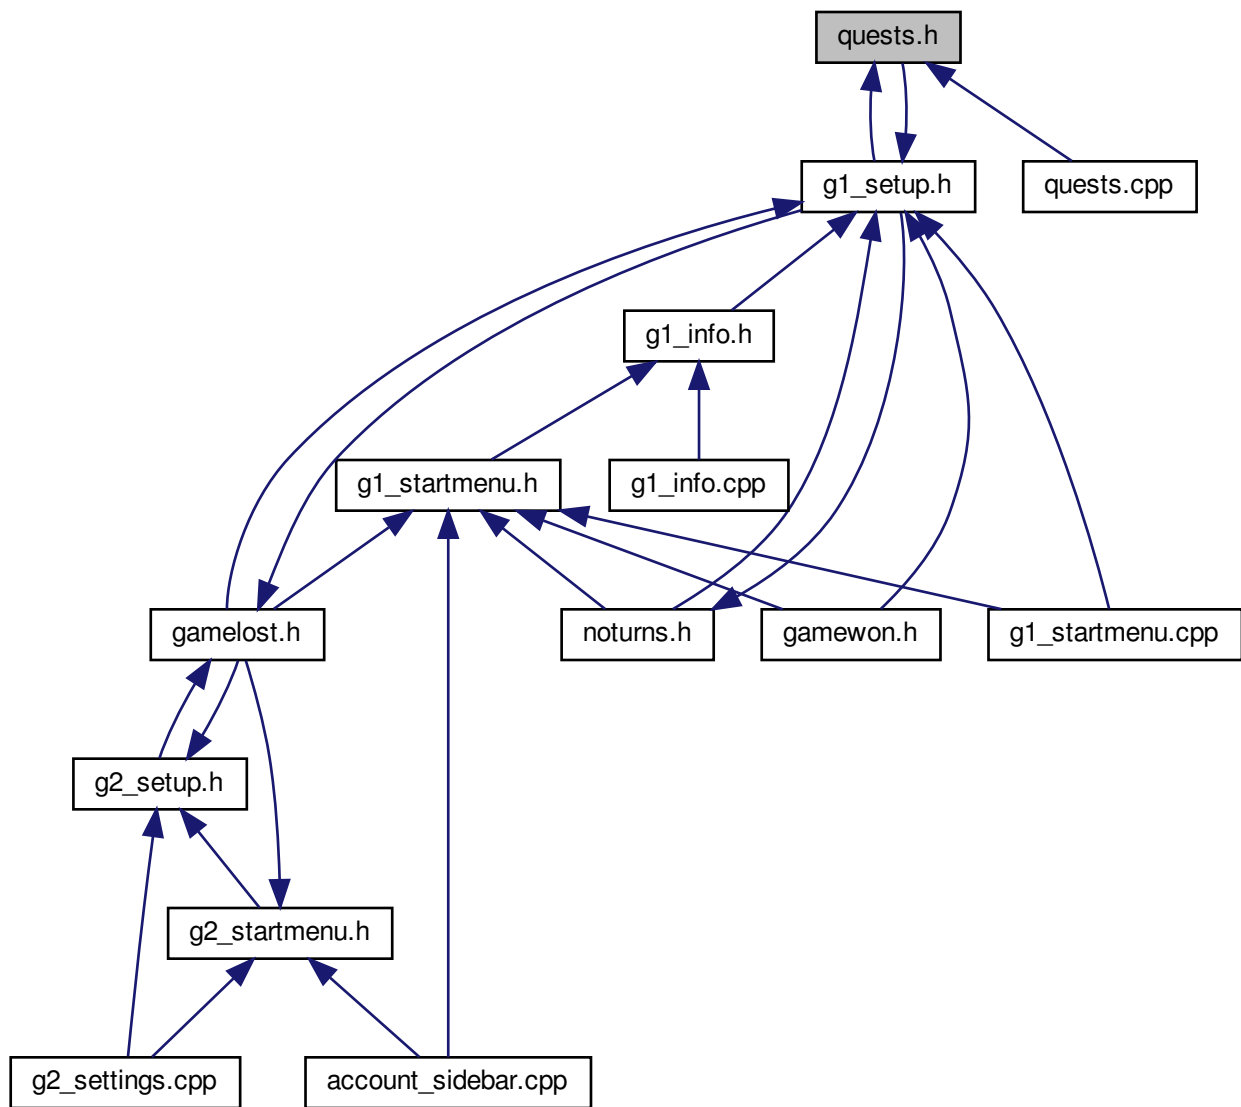 quests.h
g1_setup.h
quests.cpp
g1_info.h
g1_startmenu.h
g1_info.cpp
gamelost.h
noturns.h
gamewon.h
g1_startmenu.cpp
g2_setup.h
g2_startmenu.h
g2_settings.cpp
account_sidebar.cpp